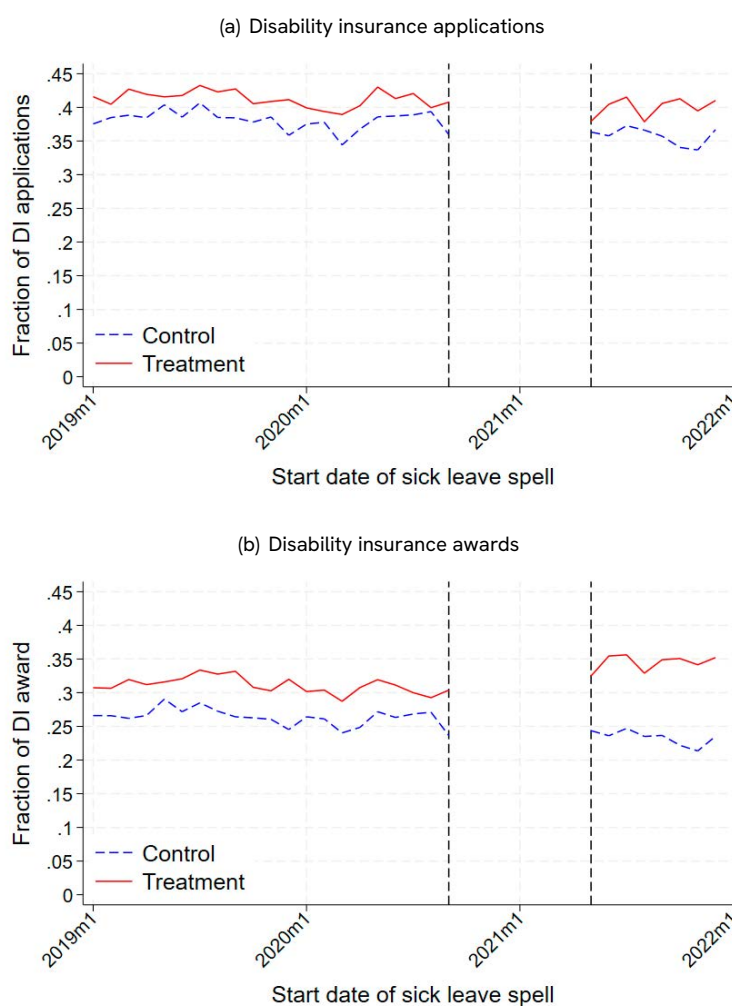 (a) Disability insurance applications
Fraction of DI applications
.45
.4
.35
.3
.25
.2
.15
.1
.05
0
Control
Treatment
2019m1
2020m1
2021m1
2022m1
Start date of sick leave spell
(b) Disability insurance awards
Fraction of DI award
.45
.4
.35
.3
.25
.2
.15
.1
.05
0
Control
Treatment
2019m1
2020m1
2021m1
2022m1
Start date of sick leave spell